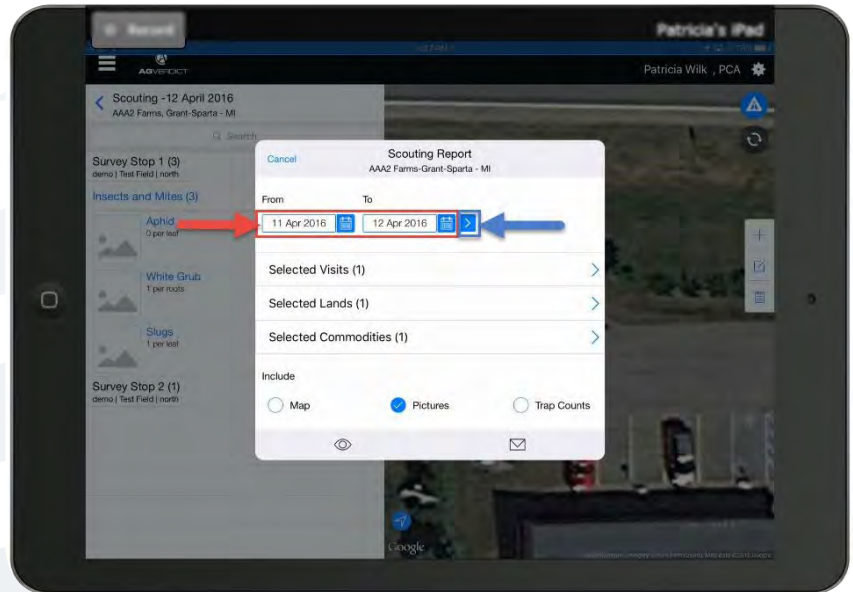 Patricia's iPad
AGVERDICT
Patricia Wilk , PCA
Scouting -12 April 2016
AAA2 Farms, Grant-Sparta - MI
Search
Survey Stop 1 (3)
demo | Test Field | north
Insects and Mites (3)
Aphid
0 per leaf
White Grub
1 per roots
Slugs
1 per leaf
Survey Stop 2 (1)
demo | Test Field | north
Cancel
Scouting Report
AAA2 Farms-Grant-Sparta - MI
From To
11 Apr 2016 12 Apr 2016
Selected Visits (1)
Selected Lands (1)
Selected Commodities (1)
Include
Map Pictures Trap Counts
Google